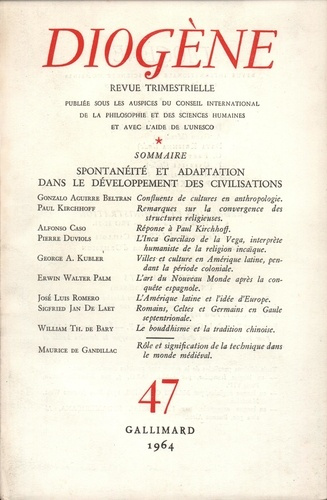 DIOGÈNE
REVUE TRIMESTRIELLE
PUBLIÉE SOUS LES AUSPICES DU CONSEIL INTERNATIONAL
DE LA PHILOSOPHIE ET DES SCIENCES HUMAINES
ET AVEC L'AIDE DE L'UNESCO
*
SOMMAIRE
SPONTANÉITÉ ET ADAPTATION
DANS LE DÉVELOPPEMENT DES CIVILISATIONS
GONZALO AGUIRRE BELTRAN Confluents de cultures en anthropologie.
PAUL KIRCHHOFF Remarques sur la convergence des
structures religieuses.
ALFONSO CASO Réponse à Paul Kirchhoff.
PIERRE DUVIOLS L'Inca Garcilaso de la Vega, interprète
humaniste de la religion incaïque.
GEORGE A. KUBLER Villes et culture en Amérique latine, pen-
dant la période coloniale.
ERWIN WALTER PALM L'art du Nouveau Monde après la con-
quête espagnole.
JOSÉ LUIS ROMERO L'Amérique latine et l'idée d'Europe.
SIGFRIED JAN DE LAET Romains, Celtes et Germains en Gaule
septentrionale.
WILLIAM TH. DE BARY Le bouddhisme et la tradition chinoise.
MAURICE DE GANDILLAC Rôle et signification de la technique dans
le monde médiéval.
47
GALLIMARD
1964